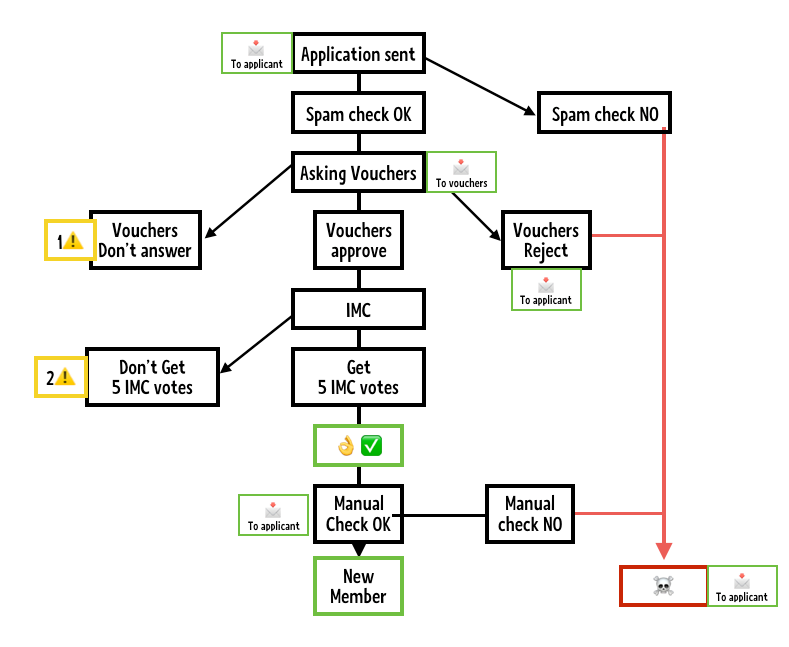 To applicant
Application sent
Spam check OK
Spam check NO
Asking Vouchers
To vouchers
1
Vouchers
Don't answer
Vouchers
approve
Vouchers
Reject
To applicant
IMC
2
Don't Get
5 IMC votes
Get
5 IMC votes
To applicant
Manual
Check OK
Manual
check NO
New
Member
To applicant